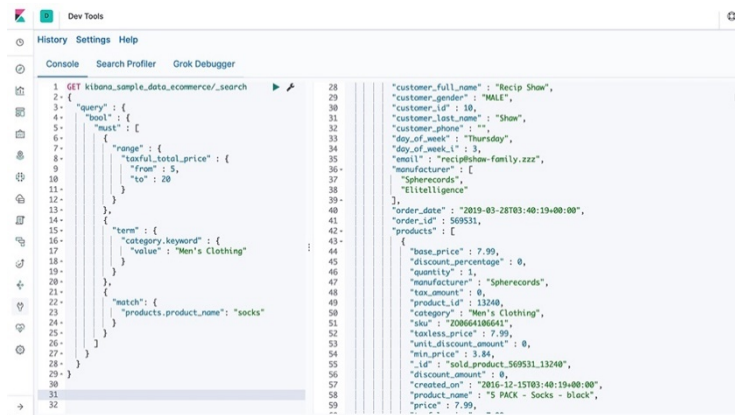 D Dev Tools
History Settings Help
Console Search Profiler Grok Debugger
1 GET kibana_sample_data_ecommerce/_search
2 {
3 "query" : {
4 "bool" : {
5 "must" : [
6 {
7 "range" : {
8 "taxful_total_price" : {
9 "from" : 5,
10 "to" : 20
11 }
12 }
13 },
14 {
15 "term" : {
16 "category.keyword" : {
17 "value" : "Men's Clothing"
18 }
19 }
20 },
21 {
22 "match": {
23 "products.product_name": "socks"
24 }
25 }
26 ]
27 }
28 }
29 }
30
31
32
28 "customer_full_name" : "Recip Shaw",
29 "customer_gender" : "MALE",
30 "customer_id" : 10,
31 "customer_last_name" : "Shaw",
32 "customer_phone" : "",
33 "day_of_week" : "Thursday",
34 "day_of_week_i" : 3,
35 "email" : "recip@shaw-family.zzz",
36 "manufacturer" : [
37 "Spherecords",
38 "Elitelligence"
39 ],
40 "order_date" : "2019-03-28T03:40:19+00:00",
41 "order_id" : 569531,
42 "products" : [
43 {
44 "base_price" : 7.99,
45 "discount_percentage" : 0,
46 "quantity" : 1,
47 "manufacturer" : "Spherecords",
48 "tax_amount" : 0,
49 "product_id" : 13240,
50 "category" : "Men's Clothing",
51 "sku" : "ZO0664106641",
52 "taxless_price" : 7.99,
53 "unit_discount_amount" : 0,
54 "min_price" : 3.84,
55 "_id" : "sold_product_569531_13240",
56 "discount_amount" : 0,
57 "created_on" : "2016-12-15T03:40:19+00:00",
58 "product_name" : "5 PACK - Socks - black",
59 "price" : 7.99,